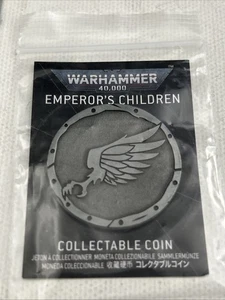 WARHAMMER
40,000
EMPEROR'S CHILDREN
COLLECTABLE COIN
JETON À COLLECTIONNER MONETA COLLEZIONABILE SAMMLERMÜNZE
MONEDA COLECCIONABLE 收藏硬币 コレクタブルコイン